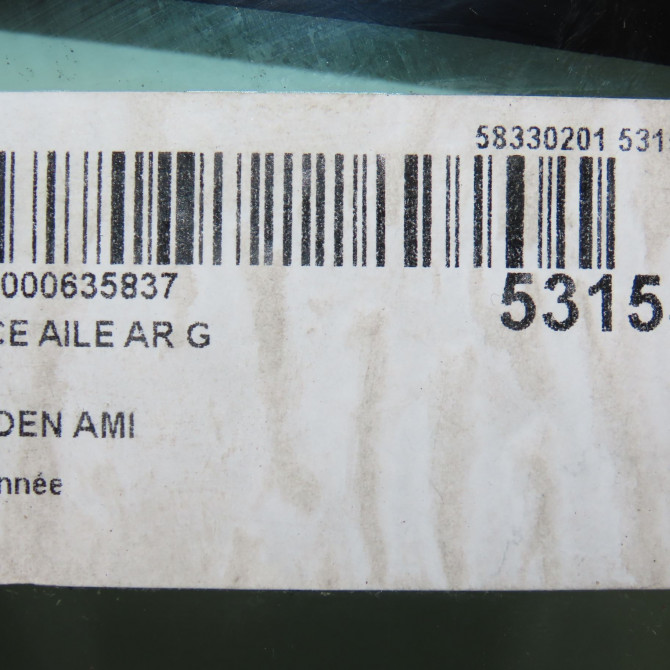 58330201 531
000635837
5315
CE AILE AR G
DEN AMI
nnée